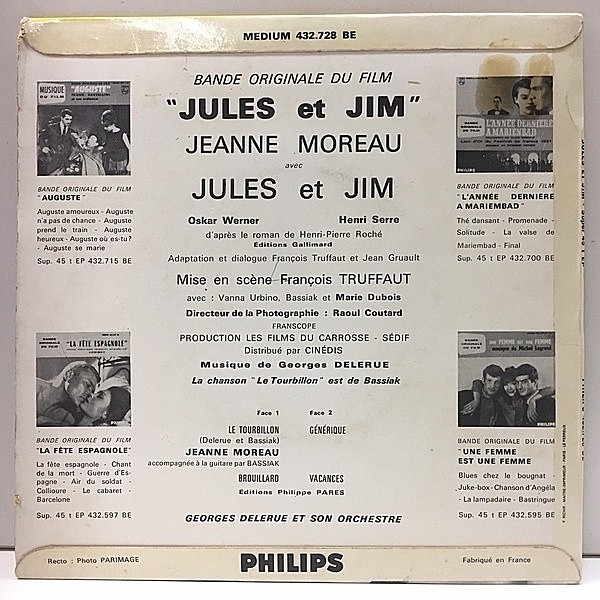 MEDIUM 432.728 BE
BANDE ORIGINALE DU FILM
"JULES et JIM"
JEANNE MOREAU
avec
JULES et JIM
Oskar Werner Henri Serre
d'après le roman de Henri-Pierre Roché
Editions Gallimard
Adaptation et dialogue François Truffaut et Jean Gruault
Mise en scène François TRUFFAUT
avec : Vanna Urbino, Bassiak et Marie Dubois
Directeur de la Photographie : Raoul Coutard
FRANSCOPE
PRODUCTION LES FILMS DU CARROSSE - SÉDIF
Distribué par CINÉDIS
Musique de Georges DELERUE
La chanson "Le Tourbillon" est de Bassiak
Face 1 Face 2
LE TOURBILLON GÉNÉRIQUE
(Delerue et Bassiak)
JEANNE MOREAU
accompagnée à la guitare par BASSIAK
BROUILLARD VACANCES
Editions Philippe PARES
GEORGES DELERUE ET SON ORCHESTRE
MUSIQUE
DU FILM
"AUGUSTE"
BANDE ORIGINALE DU FILM
"AUGUSTE"
Auguste amoureux - Auguste
n'a pas de chance - Auguste
prend le train - Auguste
heureux - Auguste où es-tu?
- Auguste se marie
Sup. 45 t EP 432.715 BE
"LA FÊTE ESPAGNOLE"
BANDE ORIGINALE DU FILM
"LA FÊTE ESPAGNOLE"
La fête espagnole - Chant
de la mort - Guerre d'Es-
pagne - Air du soldat -
Collioure - Le cabaret -
Barcelone
Sup. 45 t EP 432.597 BE
L'ANNÉE DERNIÈRE
A MARIENBAD
BANDE ORIGINALE DU FILM
"L'ANNÉE DERNIERE
A MARIEMBAD"
Thé dansant - Promenade -
Solitude - La valse de
Mariembad - Final
Sup. 45 t EP 432.700 BE
une FEMME est une FEMME
musique de Michel Legrand
PHILIPS
BANDE ORIGINALE DU FILM
"UNE FEMME
EST UNE FEMME"
Blues chez le bougnat -
Juke-box - Chanson d'Angéla
- La lampadaire - Bastringue
Sup. 45 t EP 432.595 BE
Recto : Photo PARIMAGE
PHILIPS
Fabriqué en France